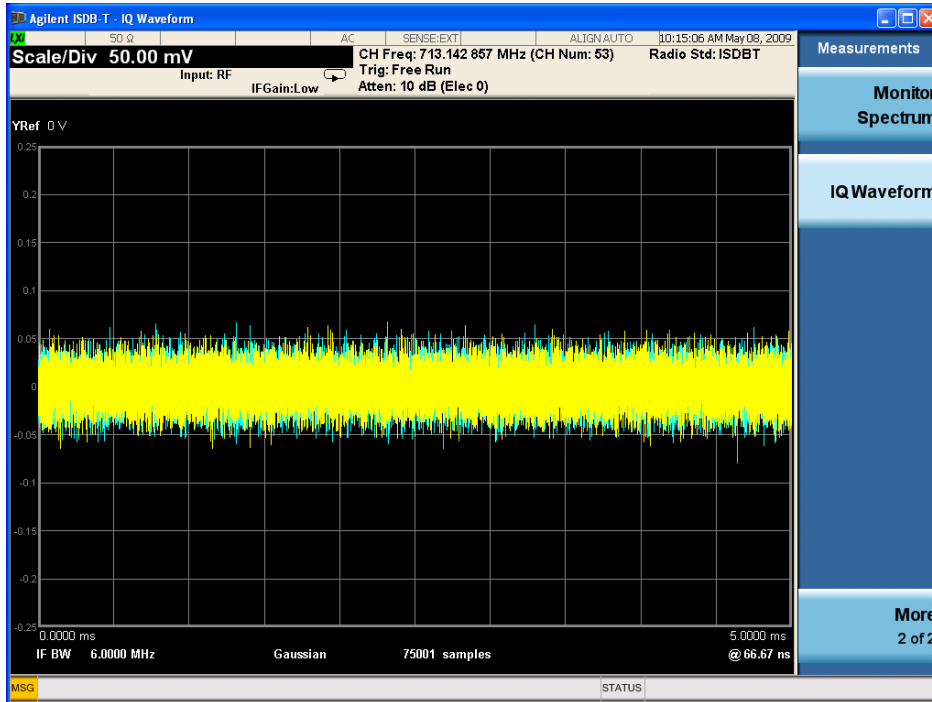 Agilent ISDB-T - IQ Waveform
LXI 50 Ω AC SENSE:EXT ALIGN AUTO 10:15:06 AM May 08, 2009
Scale/Div 50.00 mV
CH Freq: 713.142 857 MHz (CH Num: 53) Radio Std: ISDBT
Input: RF Trig: Free Run
IFGain:Low Atten: 10 dB (Elec 0)
Measurements
Monitor
Spectrum
IQ Waveform
More
2 of 2
YRef 0 V
0.25
0.2
0.15
0.1
0.05
0
-0.05
-0.1
-0.15
-0.2
-0.25
0.0000 ms 5.0000 ms
IF BW 6.0000 MHz Gaussian 75001 samples @ 66.67 ns
MSG STATUS